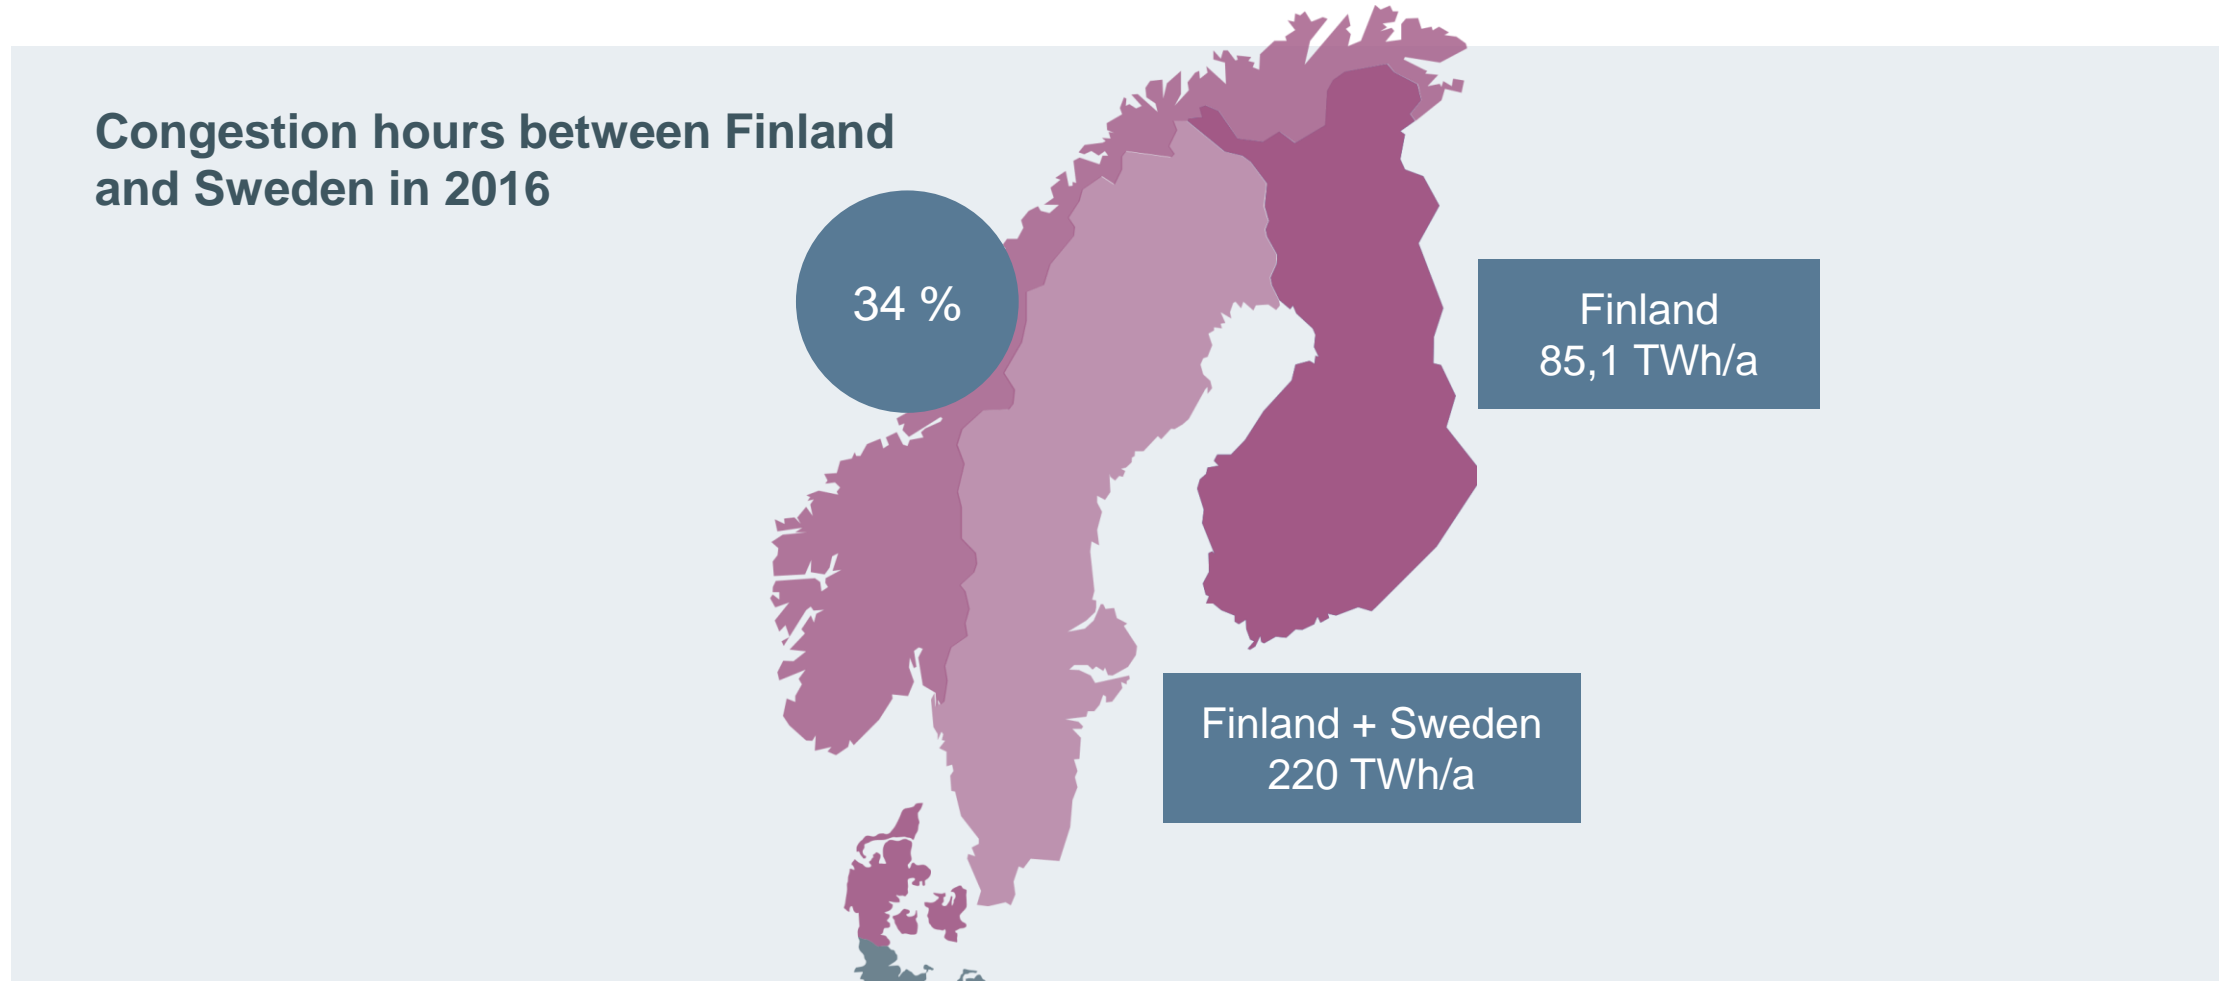 Congestion hours between Finland
and Sweden in 2016
34 %
Finland
85,1 TWh/a
Finland + Sweden
220 TWh/a